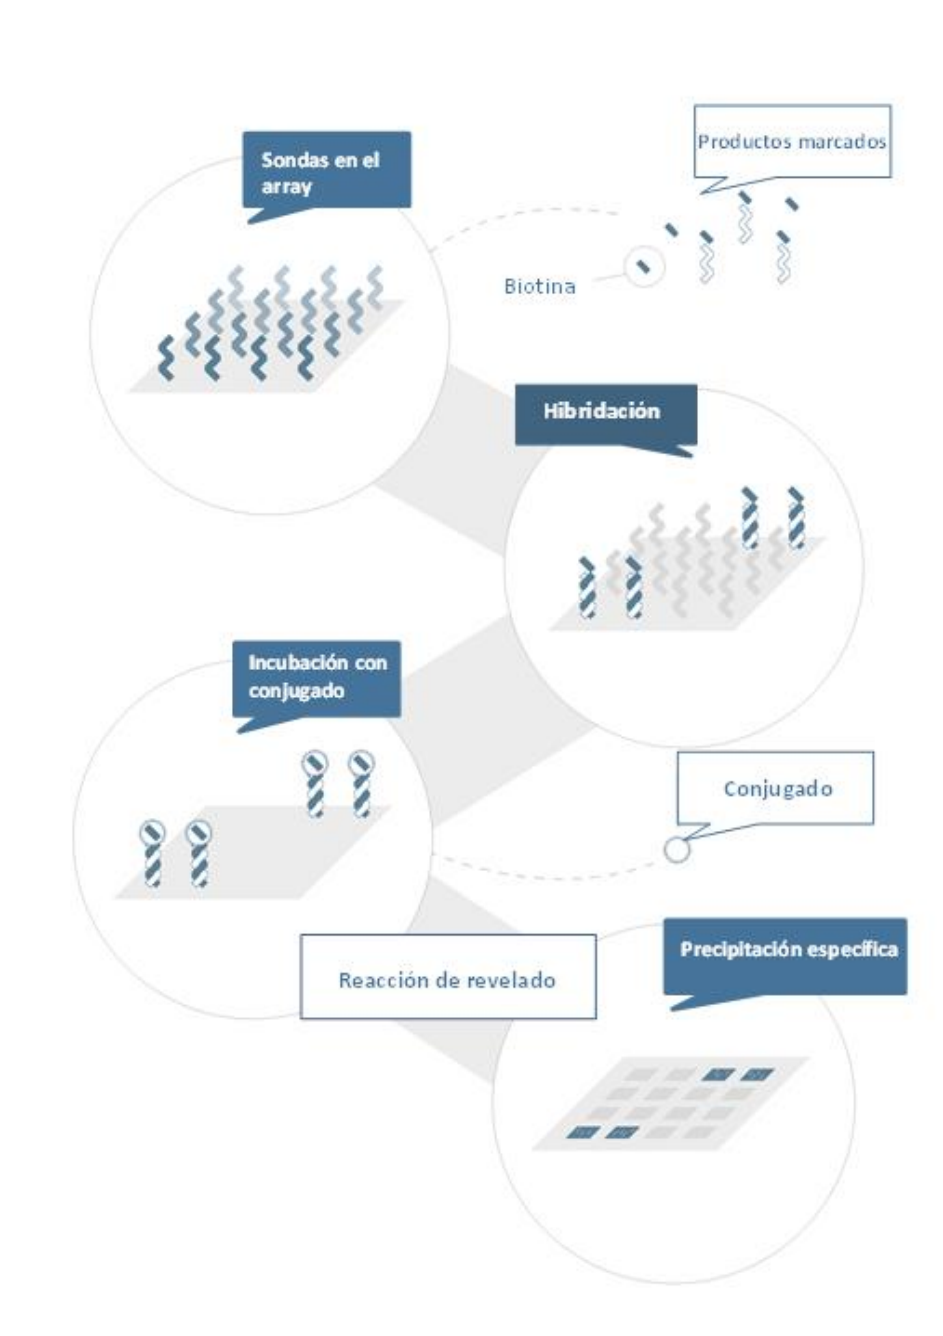 Productos marcados
Sondas en el
array
Biotina
Hibridación
Incubación con
conjugado
Conjugado
Precipitación específica
Reacción de revelado